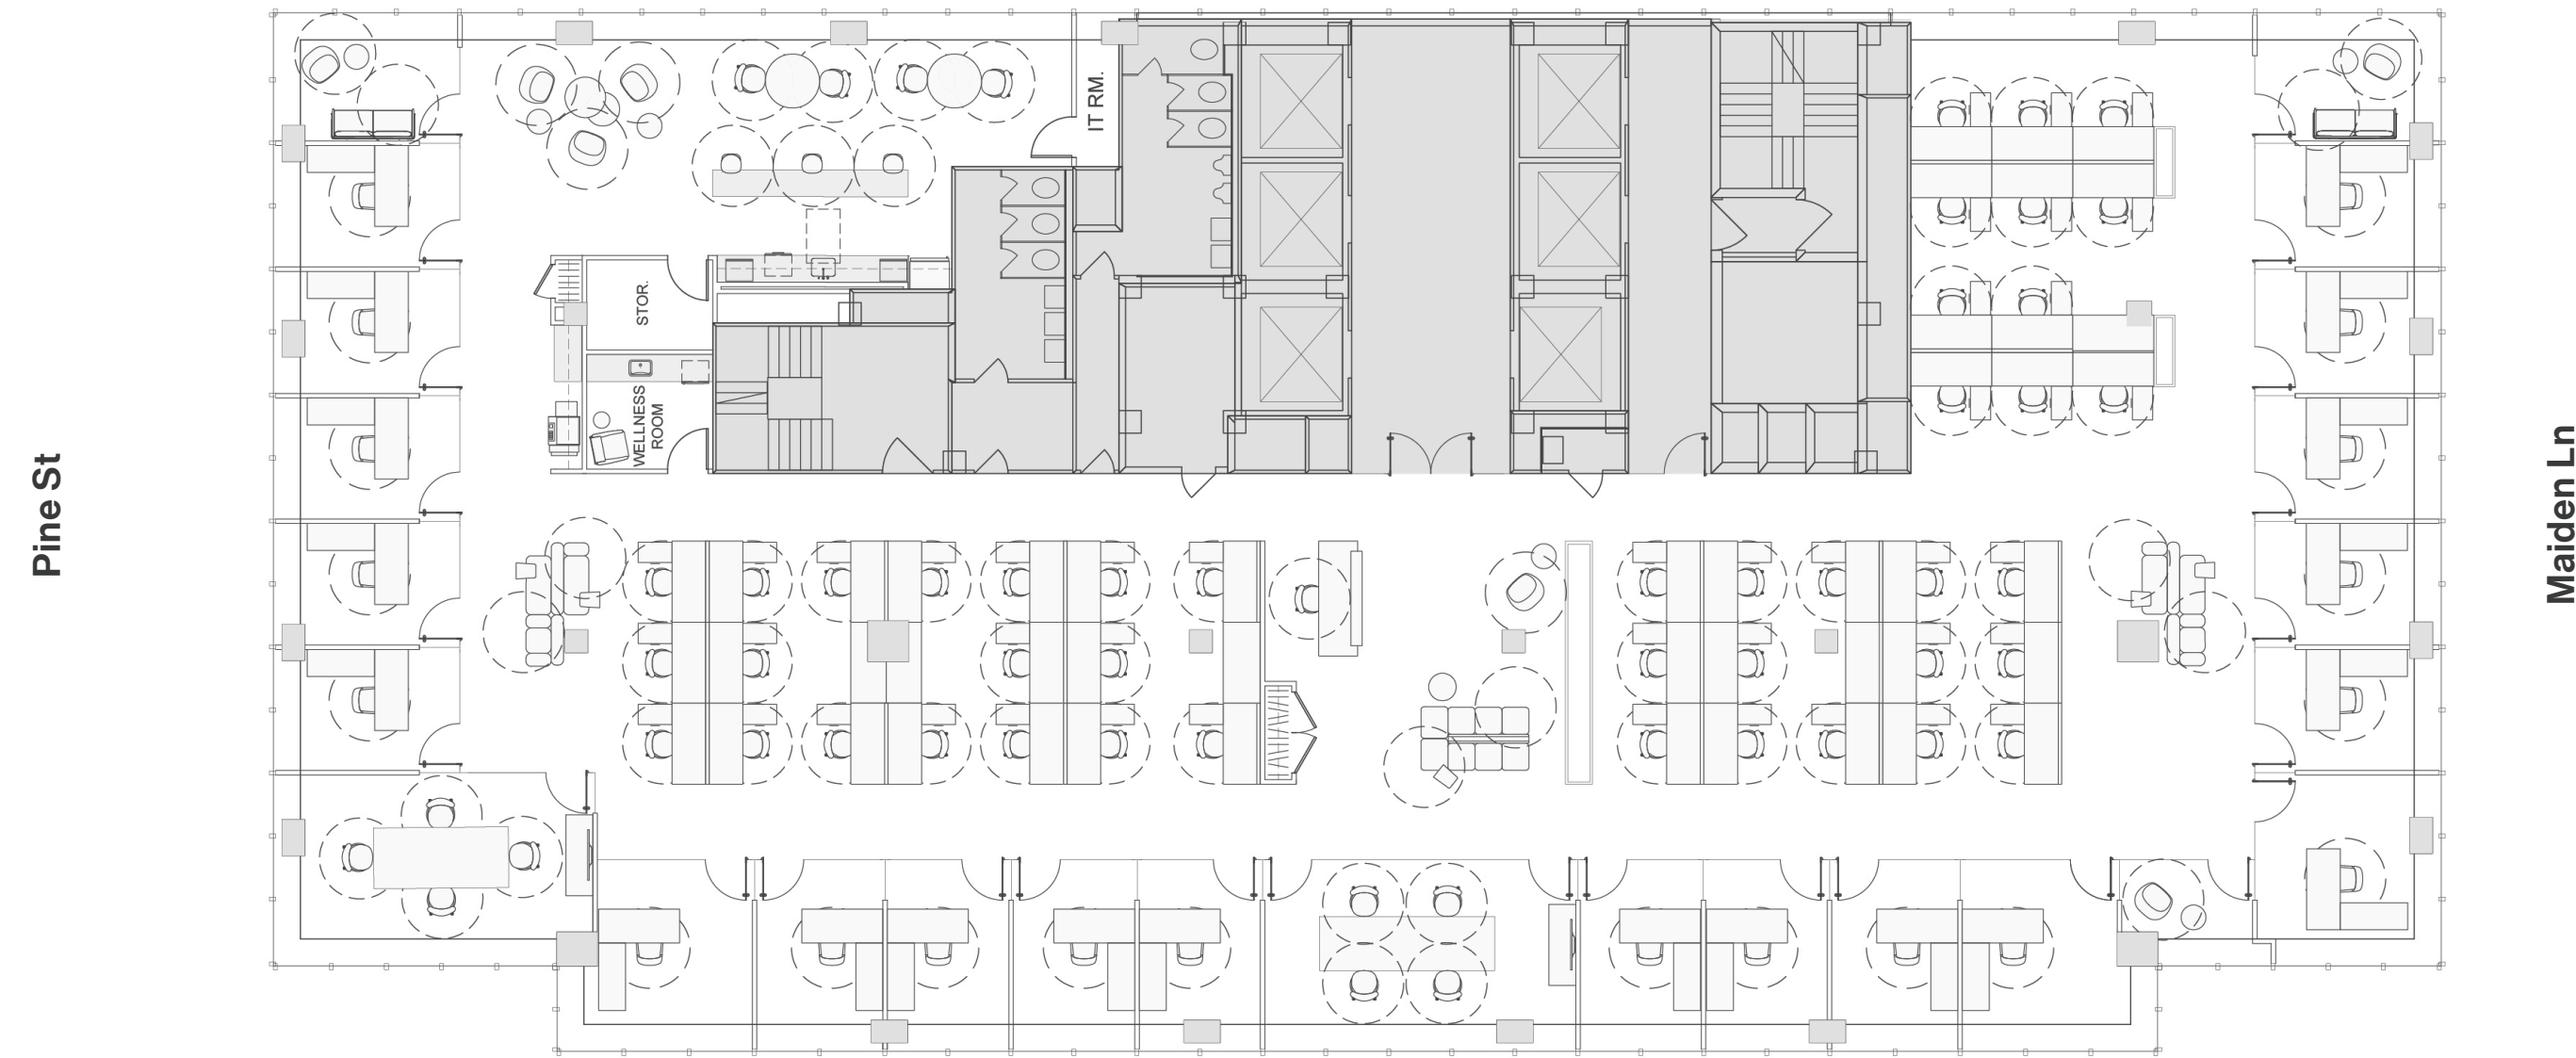 IT RM.
STOR.
WELLNESS
ROOM
Pine St
Maiden Ln